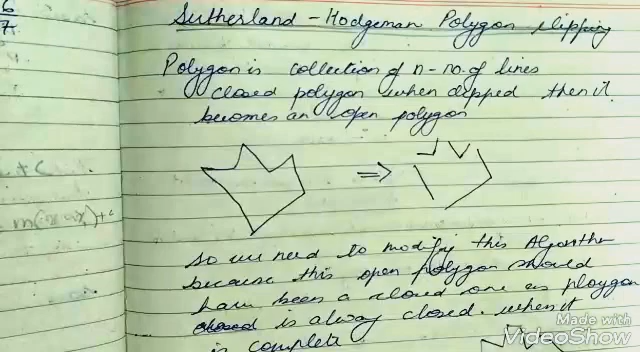 6
7
Sutherland - Hodgeman Polygon clipping
Polygon is collection of n-no. of lines
closed polygon when clipped then it
becomes an open polygon
+ c
so we need to modify this Algorithm
because this open polygon should
have been a closed one as ploygon
is alway closed. when it
is complete
Made with
VideoShow